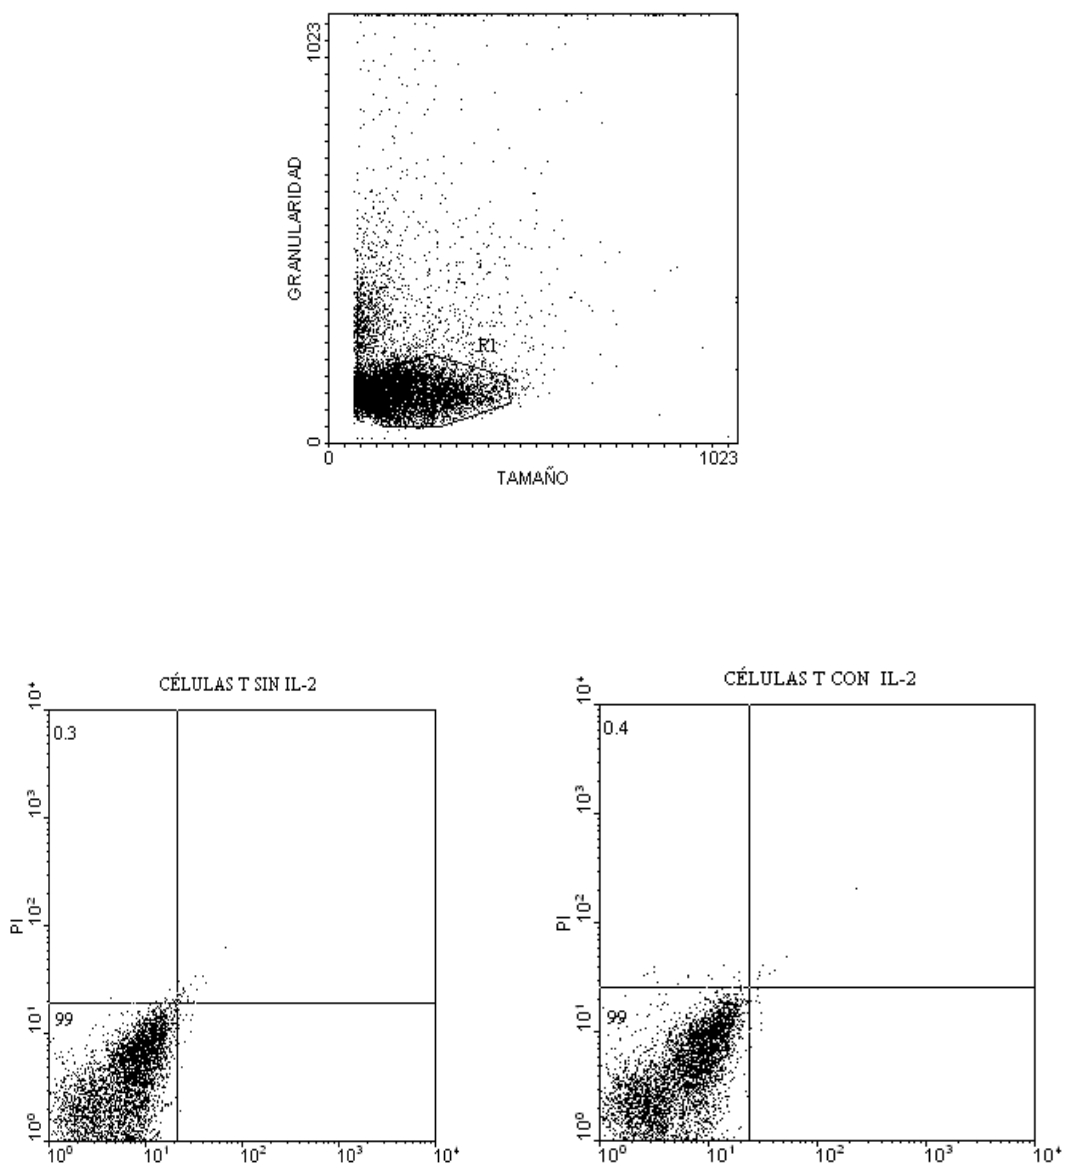 1023
GRANULARIDAD
R1
0
0
1023
TAMAÑO
CÉLULAS T SIN IL-2
10⁴
0.3
10³
10²
PI
10¹
99
10⁰
10⁰ 10¹ 10² 10³ 10⁴
CÉLULAS T CON IL-2
10⁴
0.4
10³
10²
PI
10¹
99
10⁰
10⁰ 10¹ 10² 10³ 10⁴